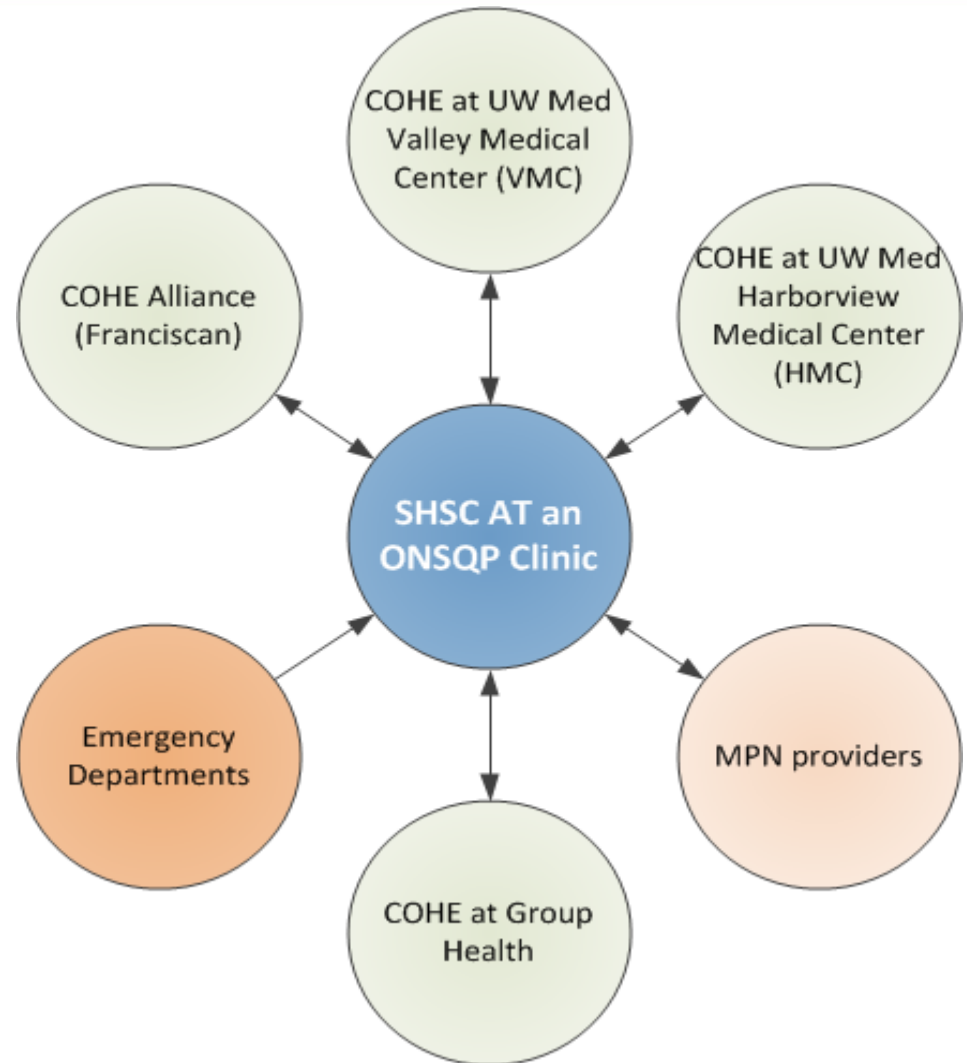 COHE at UW Med
Valley Medical
Center (VMC)
COHE Alliance
(Franciscan)
COHE at UW Med
Harborview
Medical Center
(HMC)
SHSC AT an
ONSQP Clinic
Emergency
Departments
MPN providers
COHE at Group
Health